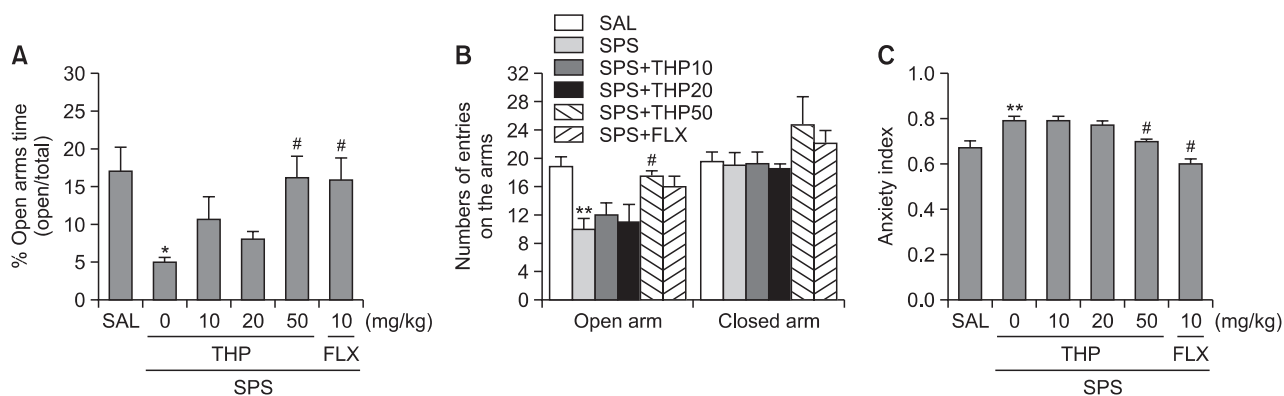 A
% Open arms time
(open/total)
30
25
20
15
10
5
0
*
#
#
SAL 0 10 20 50 10 (mg/kg)
THP FLX
SPS
B
SAL
SPS
SPS+THP10
SPS+THP20
SPS+THP50
SPS+FLX
Numbers of entries
on the arms
32
28
24
20
16
12
8
4
0
**
#
Open arm Closed arm
C
Anxiety index
1.0
0.8
0.6
0.4
0.2
0.0
**
#
#
SAL 0 10 20 50 10 (mg/kg)
THP FLX
SPS